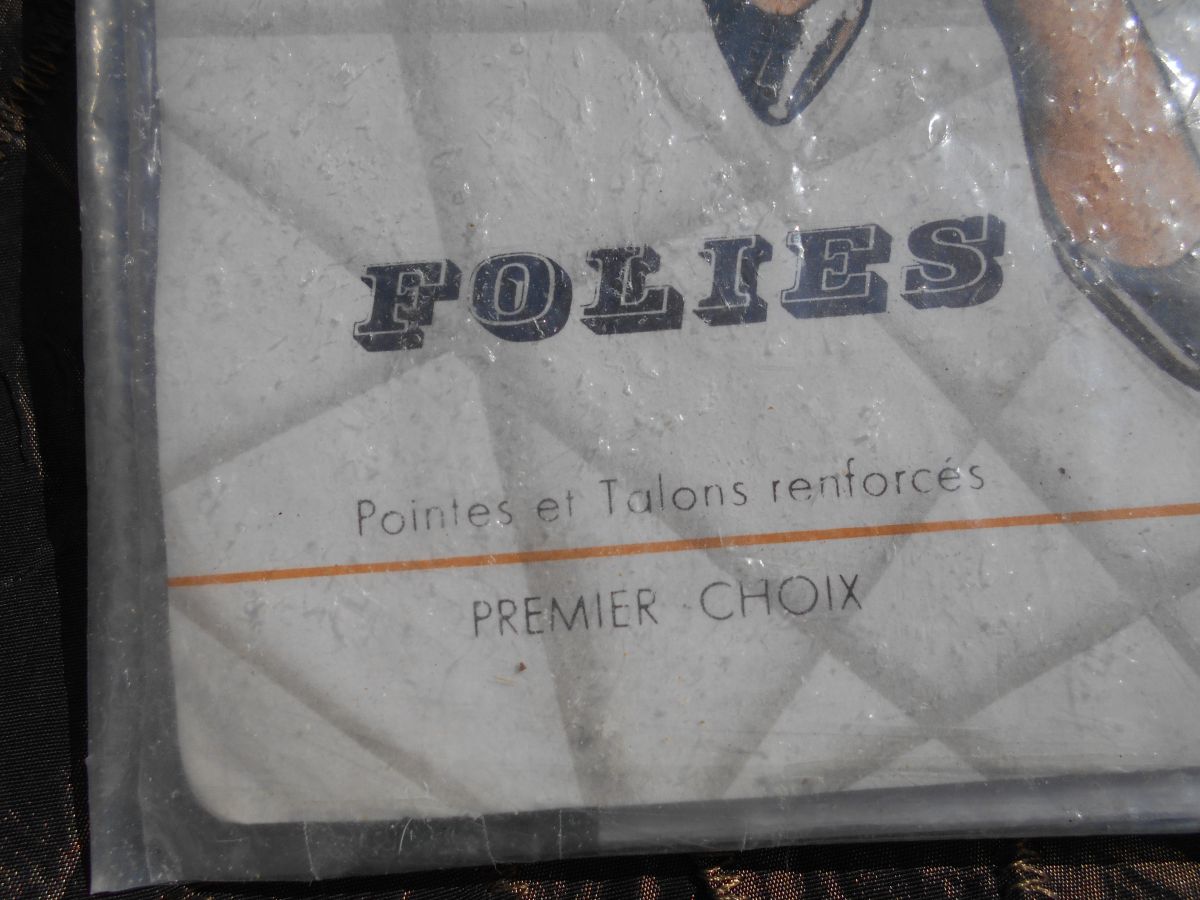 FOLIES
Pointes et Talons renforcés
PREMIER CHOIX